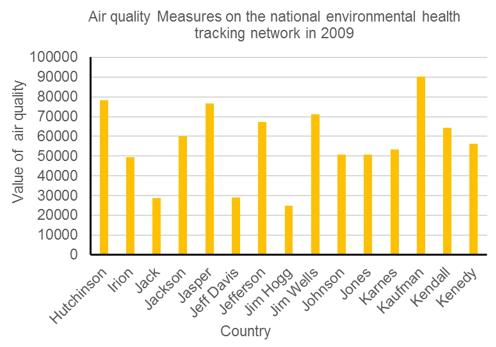 Air quality Measures on the national environmental health
tracking network in 2009
100000
90000
80000
70000
60000
50000
40000
30000
20000
10000
0
Value of  air quality
Hutchinson
Irion
Jack
Jackson
Jasper
Jeff Davis
Jefferson
Jim Hogg
Jim Wells
Johnson
Jones
Karnes
Kaufman
Kendall
Kenedy
Country